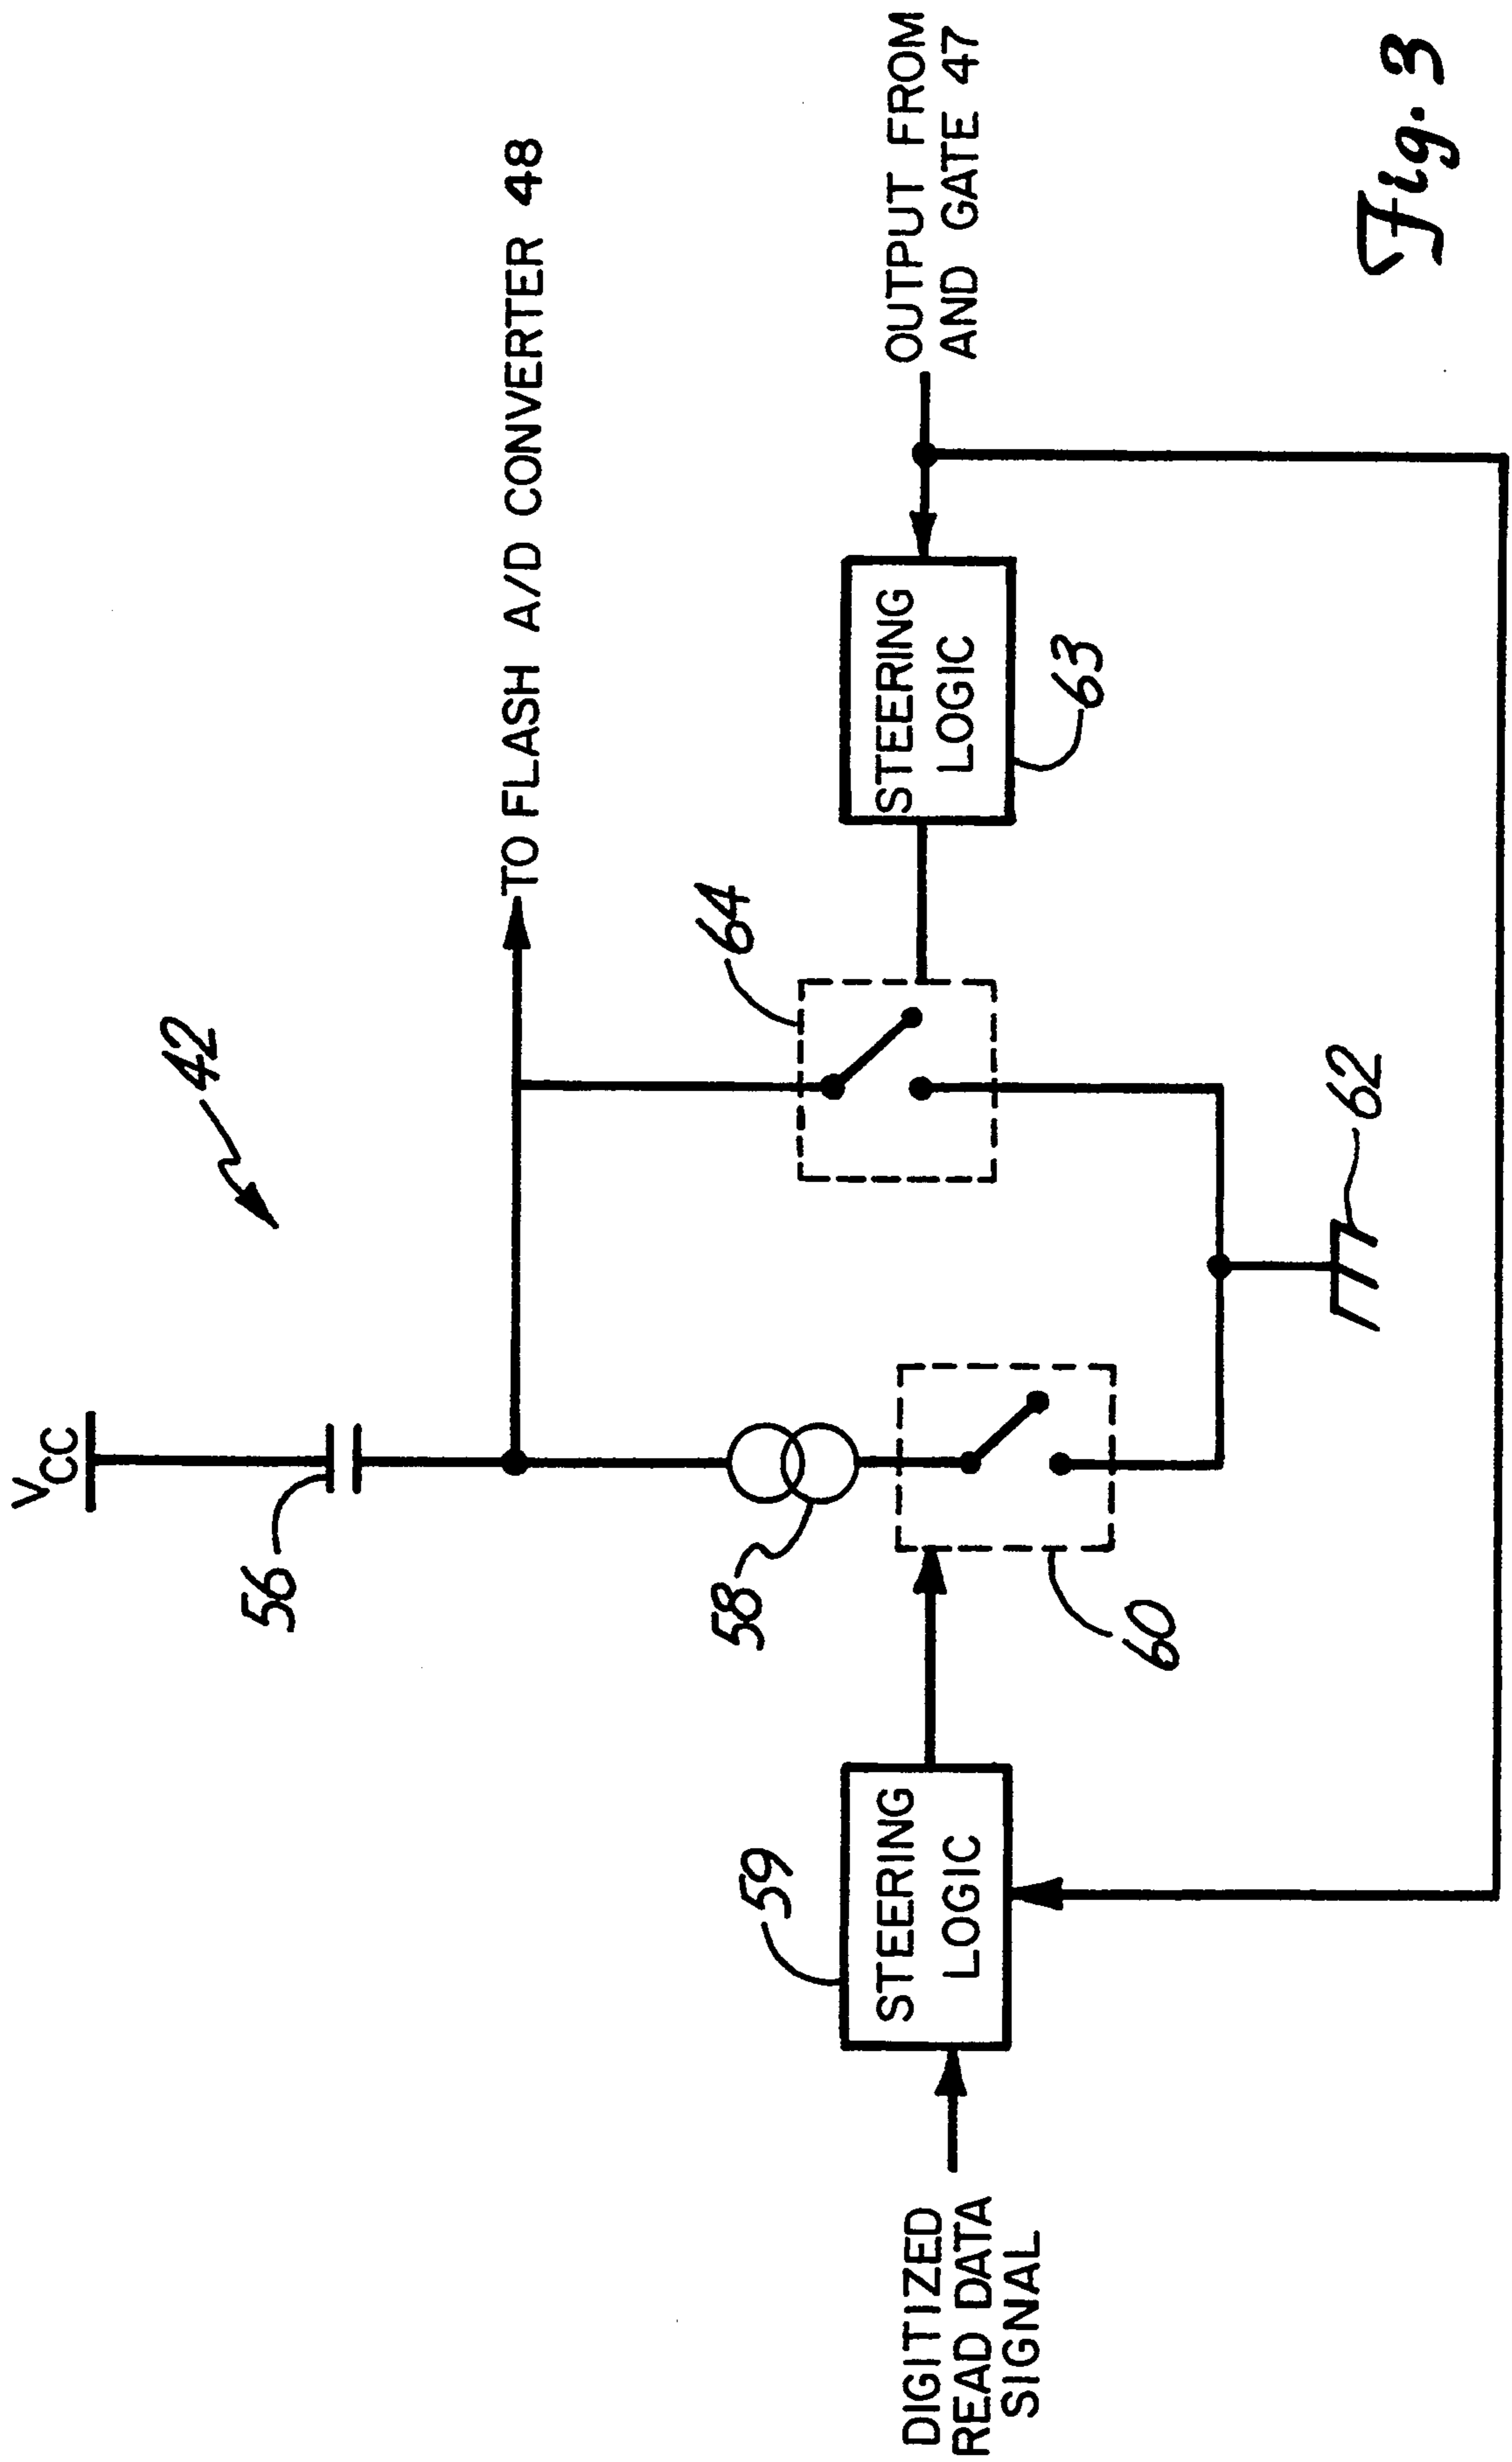 42
V_CC
56
TO FLASH A/D CONVERTER 48
58
64
59
STEERING
LOGIC
60
STEERING
LOGIC
63
OUTPUT FROM
AND GATE 47
DIGITIZED
READ DATA
SIGNAL
62
Fig. 3